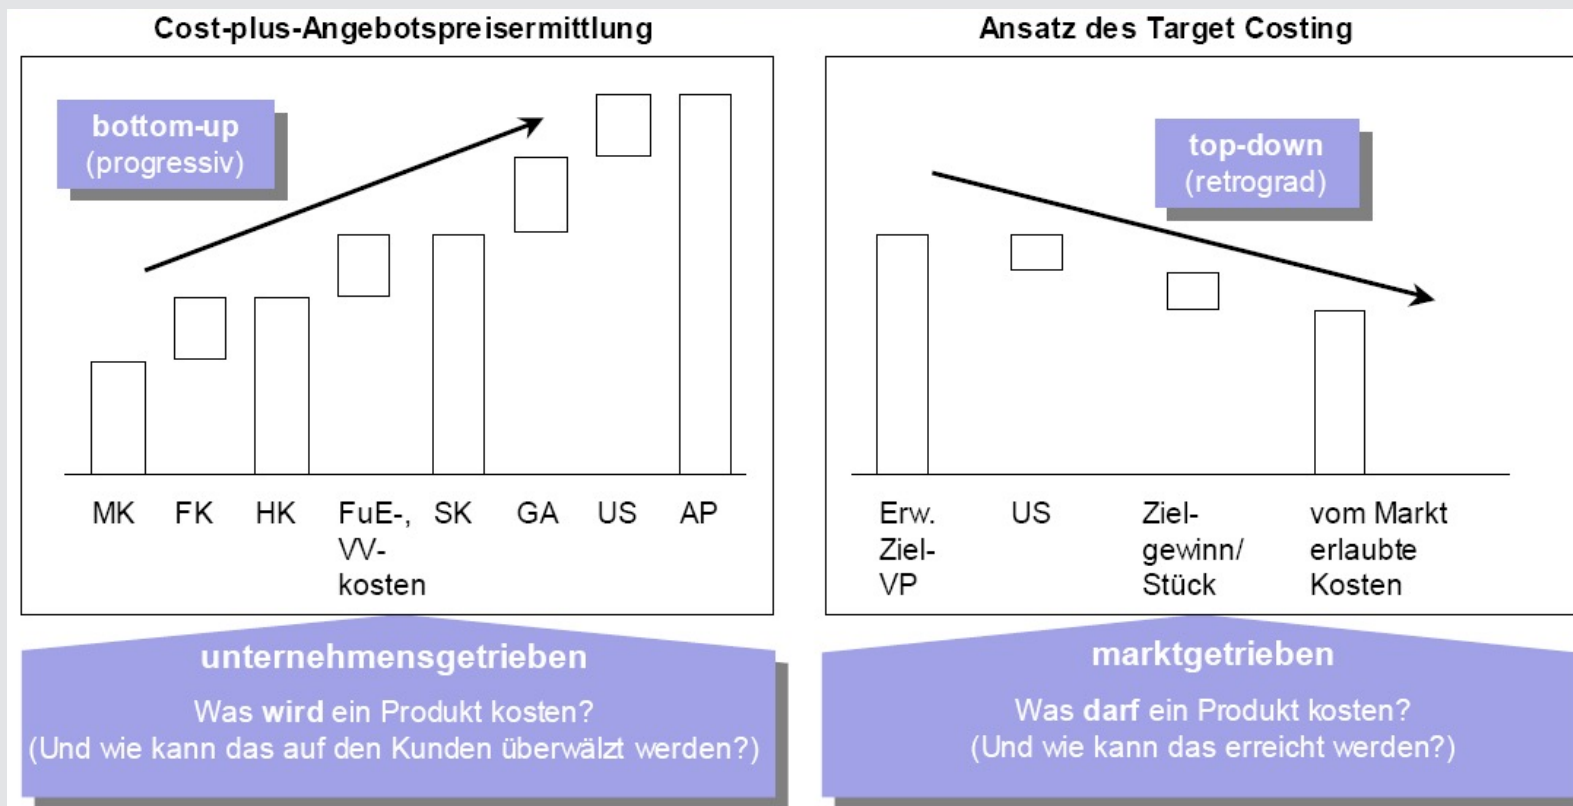 Cost-plus-Angebotspreisermittlung
bottom-up
(progressiv)
MK FK HK FuE-, SK GA US AP
VV-
kosten
unternehmensgetrieben
Was wird ein Produkt kosten?
(Und wie kann das auf den Kunden überwälzt werden?)
Ansatz des Target Costing
top-down
(retrograd)
Erw. US Ziel- vom Markt
Ziel- gewinn/ erlaubte
VP Stück Kosten
marktgetrieben
Was darf ein Produkt kosten?
(Und wie kann das erreicht werden?)